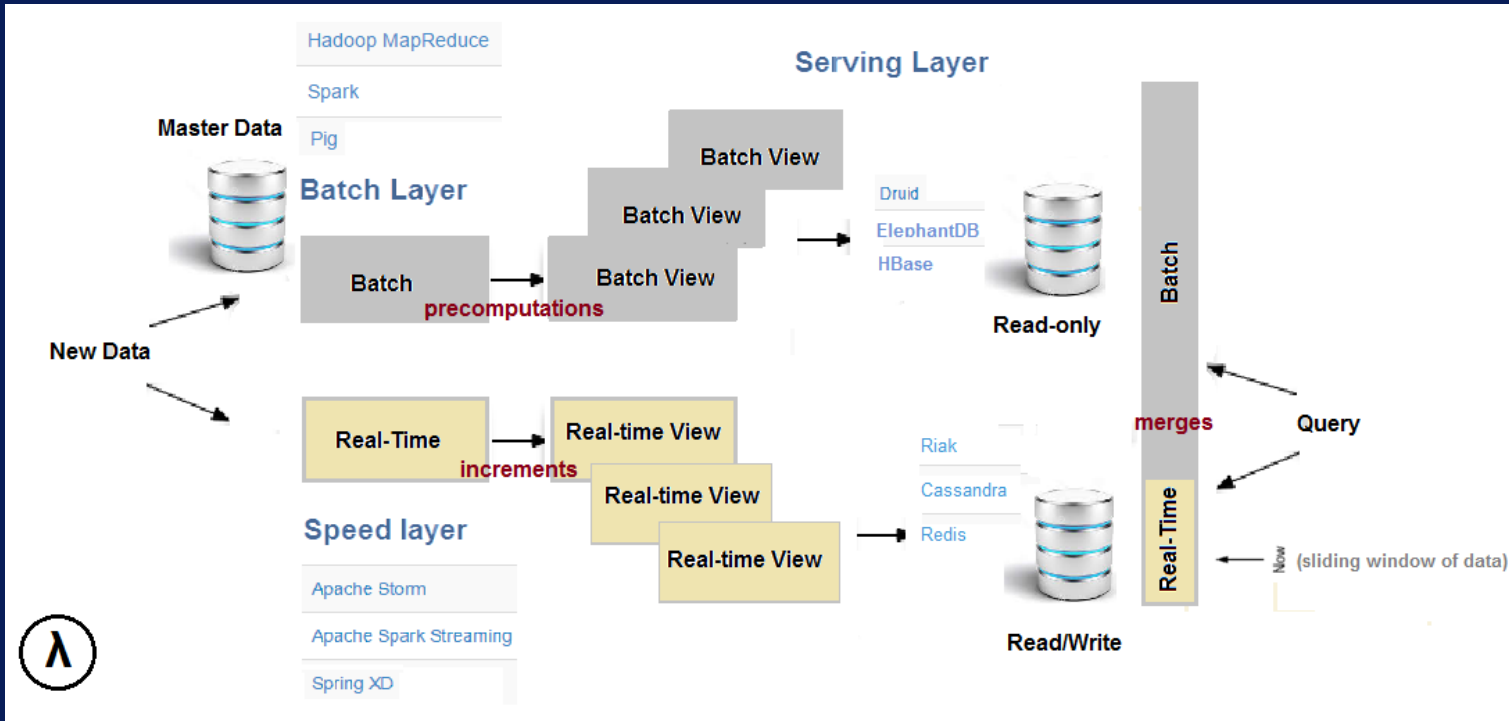 Hadoop MapReduce
Spark
Pig
Serving Layer
Master Data
Batch Layer
Batch
precomputations
Batch View
Batch View
Batch View
Druid
ElephantDB
HBase
Read-only
Batch
New Data
Real-Time
increments
Real-time View
Real-time View
Real-time View
Speed layer
Apache Storm
Apache Spark Streaming
Spring XD
Riak
Cassandra
Redis
Read/Write
merges
Query
Real-Time
Now
(sliding window of data)
λ